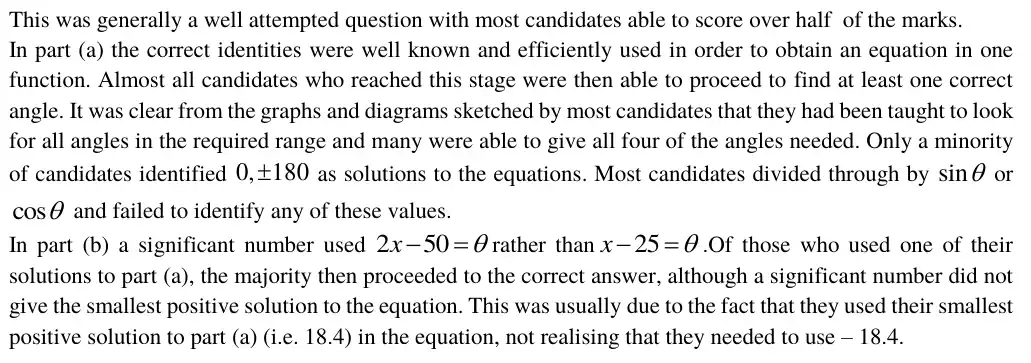 This was generally a well attempted question with most candidates able to score over half of the marks.
In part (a) the correct identities were well known and efficiently used in order to obtain an equation in one
function. Almost all candidates who reached this stage were then able to proceed to find at least one correct
angle. It was clear from the graphs and diagrams sketched by most candidates that they had been taught to look
for all angles in the required range and many were able to give all four of the angles needed. Only a minority
of candidates identified 0,±180 as solutions to the equations. Most candidates divided through by sin θ or
cos θ and failed to identify any of these values.
In part (b) a significant number used 2x−50=θ rather than x−25=θ .Of those who used one of their
solutions to part (a), the majority then proceeded to the correct answer, although a significant number did not
give the smallest positive solution to the equation. This was usually due to the fact that they used their smallest
positive solution to part (a) (i.e. 18.4) in the equation, not realising that they needed to use – 18.4.